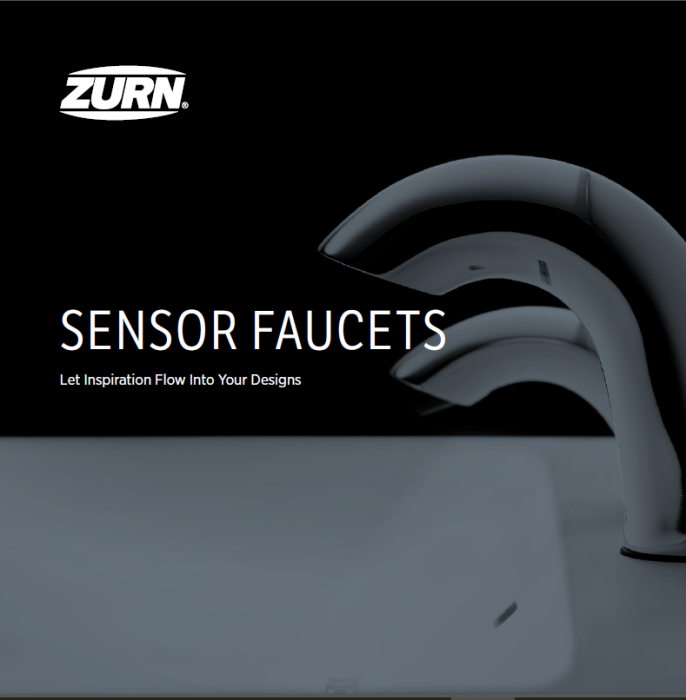 ZURN®
SENSOR FAUCETS
Let Inspiration Flow Into Your Designs